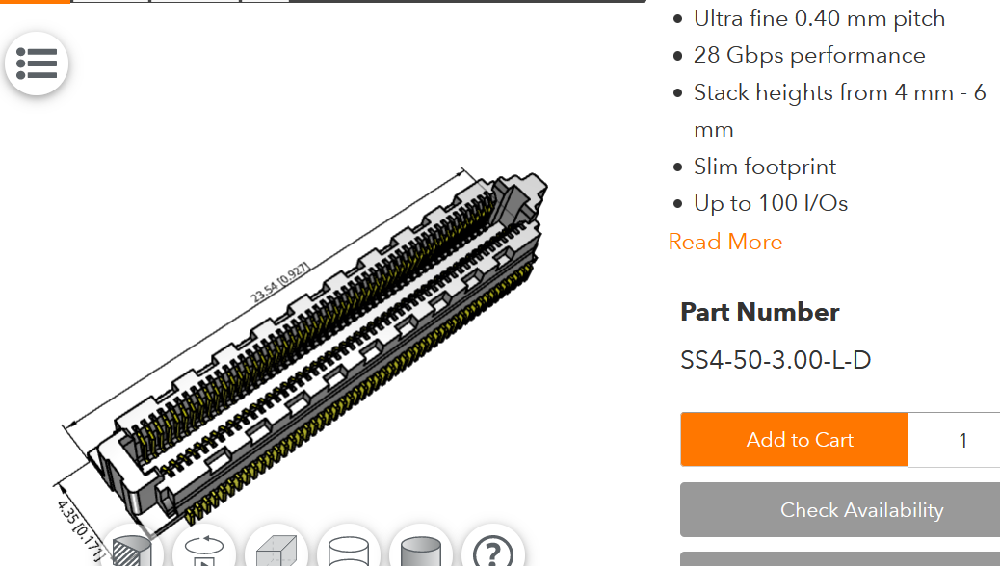 Ultra fine 0.40 mm pitch
28 Gbps performance
Stack heights from 4 mm - 6
mm
Slim footprint
Up to 100 I/Os
Read More
23.54 [0.927]
Part Number
SS4-50-3.00-L-D
Add to Cart
1
Check Availability
4.35 [0.171]
?